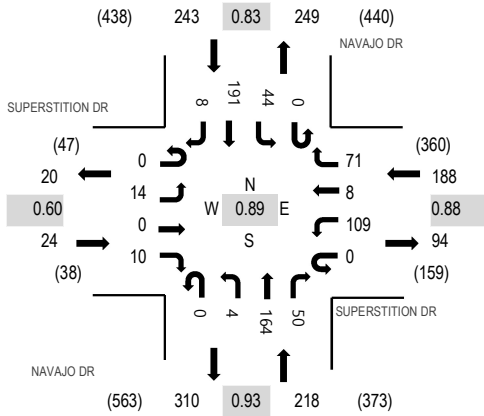 (438) 243 0.83 249 (440)
NAVAJO DR
8 191 44 0
SUPERSTITION DR
(47) (360)
20 0 71 188
14 N 8
0.60 W 0.89 E 0.88
0 109
24 S 94
10 0
(38) (159)
0 4 164 50
SUPERSTITION DR
NAVAJO DR
(563) 310 0.93 218 (373)